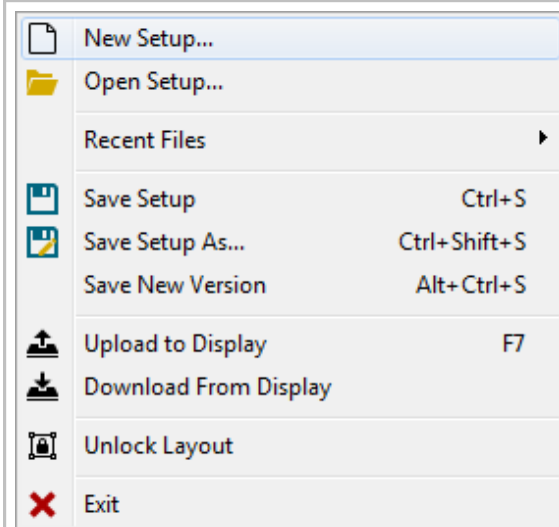 New Setup...
Open Setup...
Recent Files
Save Setup Ctrl+S
Save Setup As... Ctrl+Shift+S
Save New Version Alt+Ctrl+S
Upload to Display F7
Download From Display
Unlock Layout
Exit